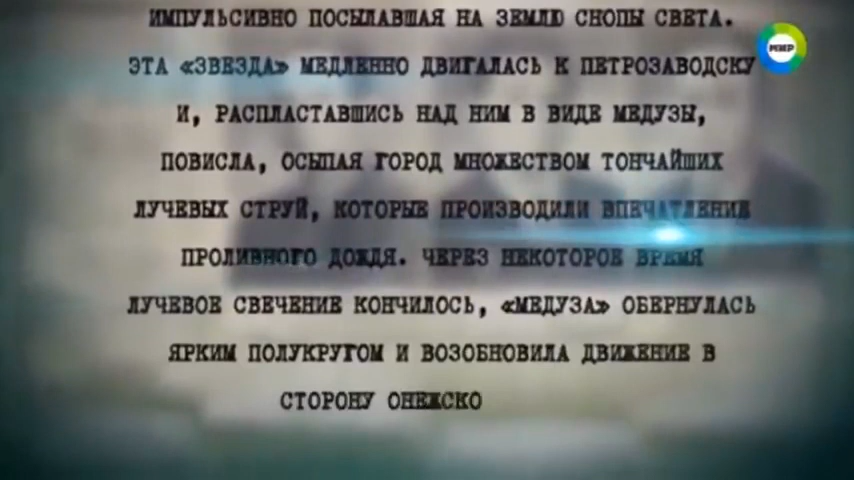 ИМПУЛЬСИВНО ПОСЫЛАВШАЯ НА ЗЕМЛЮ СНОПЫ СВЕТА.
МИР
ЭТА «ЗВЕЗДА» МЕДЛЕННО ДВИГАЛАСЬ К ПЕТРОЗАВОДСКУ
И, РАСПЛАСТАВШИСЬ НАД НИМ В ВИДЕ МЕДУЗЫ,
ПОВИСЛА, ОСЫПАЯ ГОРОД МНОЖЕСТВОМ ТОНЧАЙШИХ
ЛУЧЕВЫХ СТРУЙ, КОТОРЫЕ ПРОИЗВОДИЛИ ВПЕЧАТЛЕНИЕ
ПРОЛИВНОГО ДОЖДЯ. ЧЕРЕЗ НЕКОТОРОЕ ВРЕМЯ
ЛУЧЕВОЕ СВЕЧЕНИЕ КОНЧИЛОСЬ, «МЕДУЗА» ОБЕРНУЛАСЬ
ЯРКИМ ПОЛУКРУГОМ И ВОЗОБНОВИЛА ДВИЖЕНИЕ В
СТОРОНУ ОНЕЖСКО